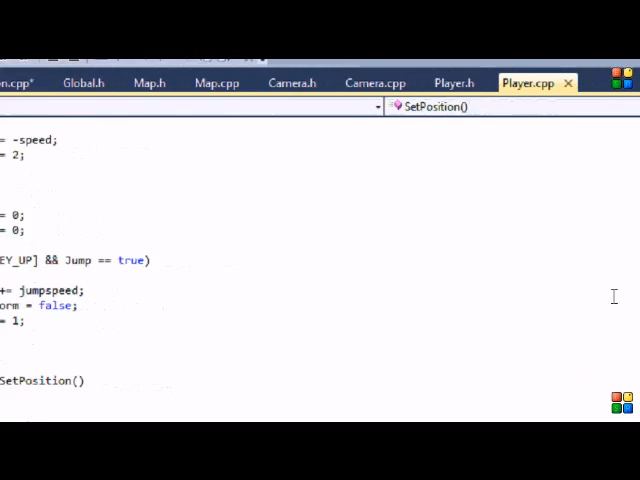 on.cpp* Global.h Map.h Map.cpp Camera.h Camera.cpp Player.h Player.cpp
SetPosition()
= -speed;
= 2;
= 0;
= 0;
EY_UP] && Jump == true)
+= jumpspeed;
orm = false;
= 1;
SetPosition()